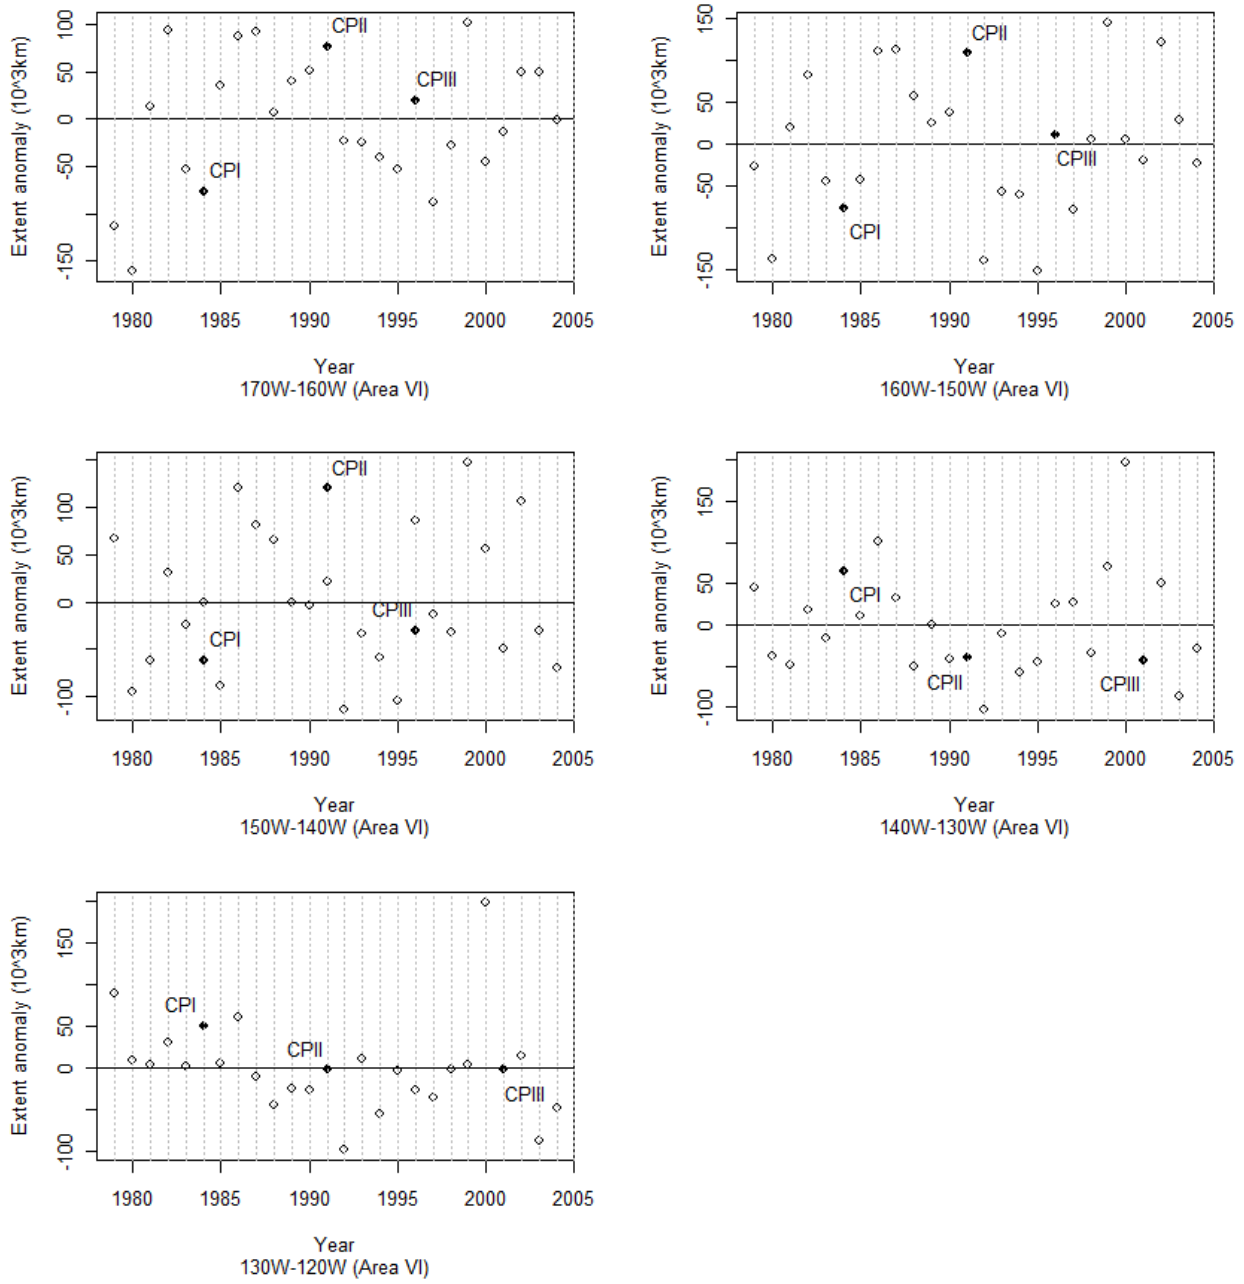 Extent anomaly (10^3km)
100
50
0
-50
-150
CPI
CPII
CPIII
1980 1985 1990 1995 2000 2005
Year
170W-160W (Area VI)
Extent anomaly (10^3km)
150
50
0
-50
-150
CPI
CPII
CPIII
1980 1985 1990 1995 2000 2005
Year
160W-150W (Area VI)
Extent anomaly (10^3km)
100
50
0
-100
CPI
CPII
CPIII
1980 1985 1990 1995 2000 2005
Year
150W-140W (Area VI)
Extent anomaly (10^3km)
150
50
0
-100
CPI
CPII
CPIII
1980 1985 1990 1995 2000 2005
Year
140W-130W (Area VI)
Extent anomaly (10^3km)
150
50
0
-100
CPI
CPII
CPIII
1980 1985 1990 1995 2000 2005
Year
130W-120W (Area VI)